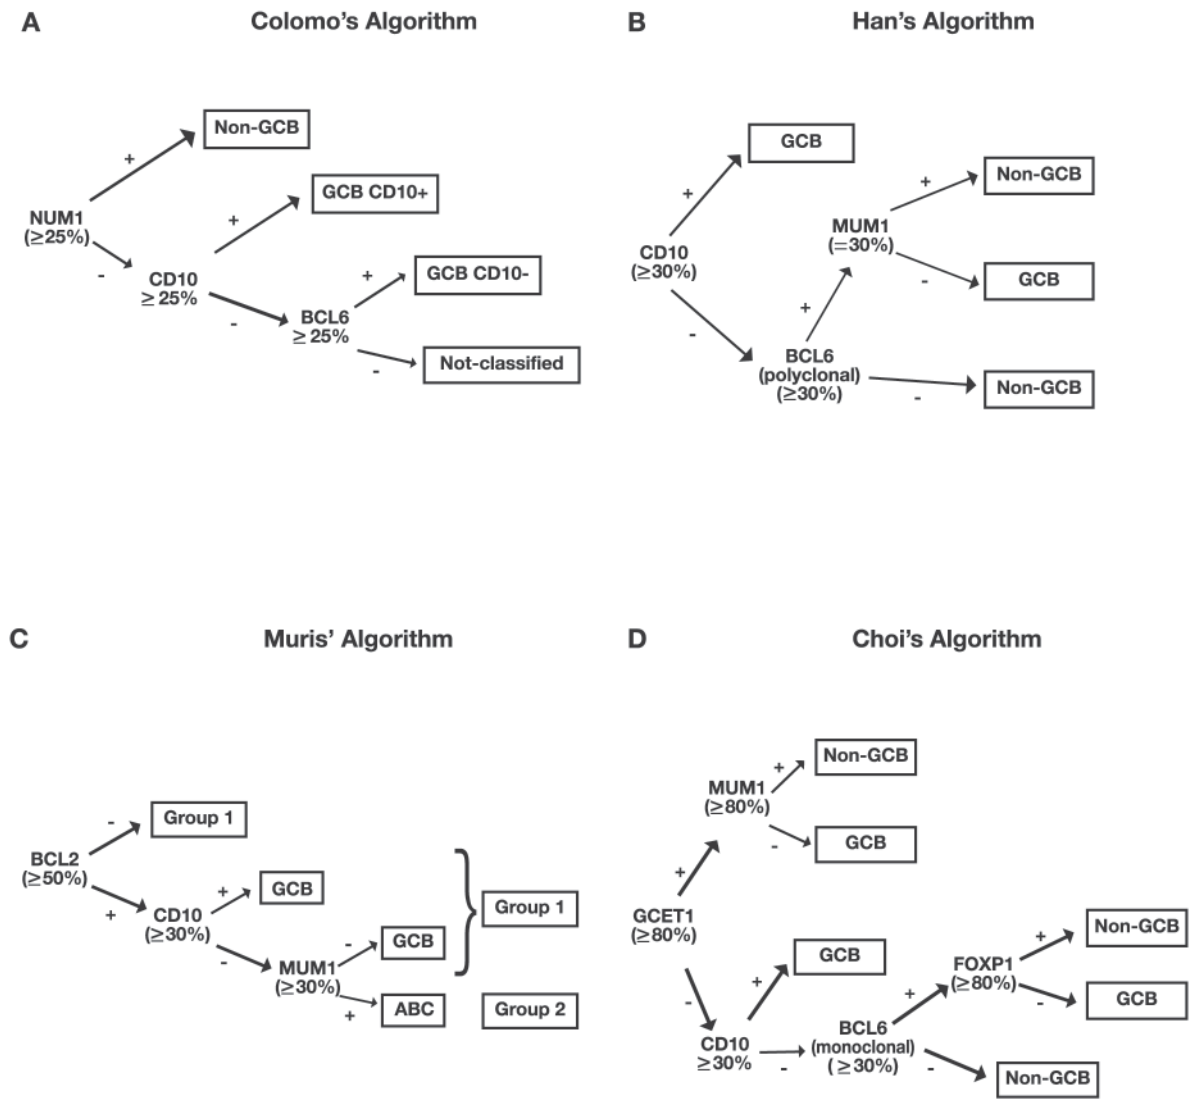 A
Colomo’s Algorithm
Non-GCB
+
NUM1
(≥25%)
-
GCB CD10+
+
CD10
≥ 25%
-
GCB CD10-
+
BCL6
≥ 25%
-
Not-classified
B
Han’s Algorithm
GCB
+
CD10
(≥30%)
-
Non-GCB
+
MUM1
(=30%)
-
GCB
+
BCL6
(polyclonal)
(≥30%)
-
Non-GCB
C
Muris’ Algorithm
-
Group 1
BCL2
(≥50%)
+
CD10
(≥30%)
+
GCB
-
MUM1
(≥30%)
-
GCB
Group 1
+
ABC
Group 2
D
Choi’s Algorithm
Non-GCB
+
MUM1
(≥80%)
-
GCB
+
GCET1
(≥80%)
-
GCB
+
CD10
≥30%
-
BCL6
(monoclonal)
(≥30%)
+
FOXP1
(≥80%)
+
Non-GCB
-
GCB
-
Non-GCB